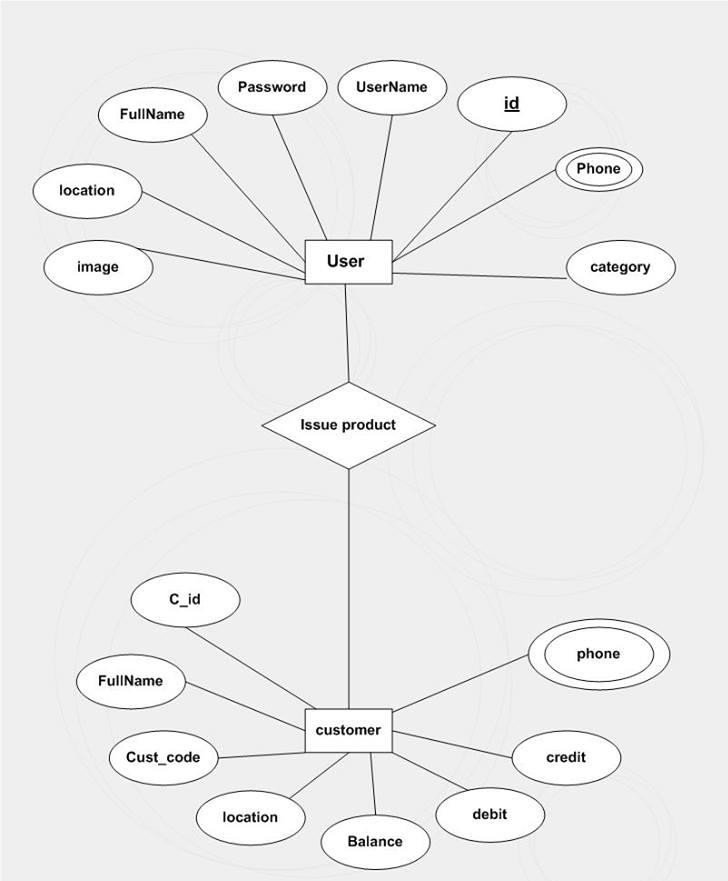 Password
UserName
id
FullName
Phone
location
User
image
category
Issue product
C_id
phone
FullName
customer
Cust_code
credit
location
debit
Balance